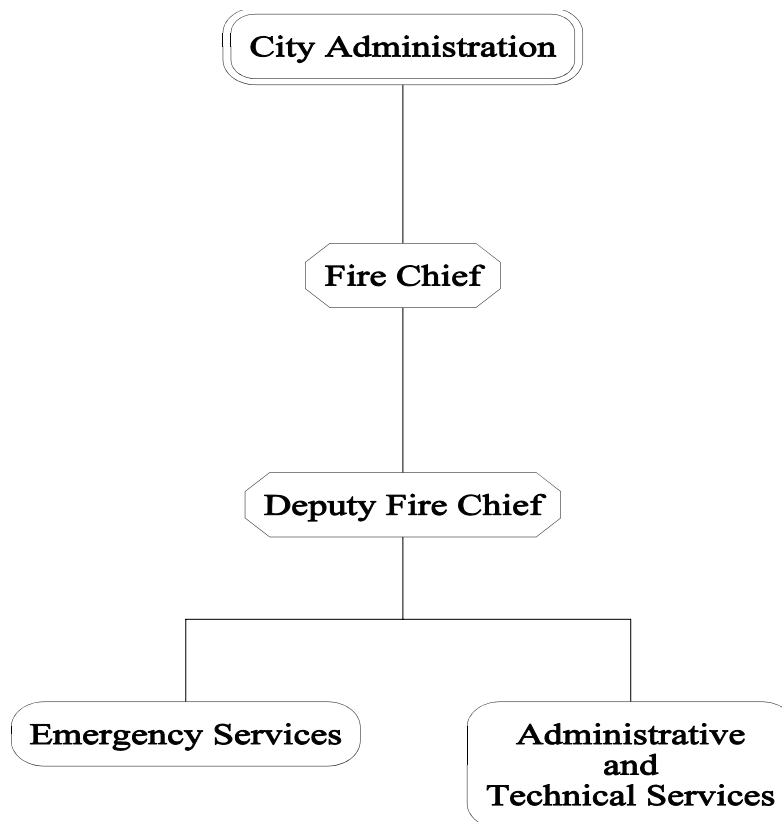 City Administration
Fire Chief
Deputy Fire Chief
Emergency Services
Administrative
and
Technical Services